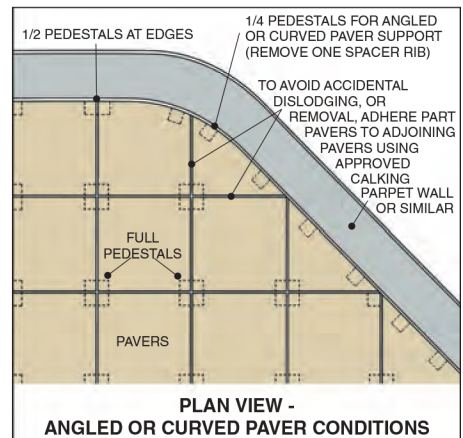 1/2 PEDESTALS AT EDGES
1/4 PEDESTALS FOR ANGLED
OR CURVED PAVER SUPPORT
(REMOVE ONE SPACER RIB)
TO AVOID ACCIDENTAL
DISLODGING, OR
REMOVAL, ADHERE PART
PAVERS TO ADJOINING
PAVERS USING
APPROVED
CALKING
PARPET WALL
OR SIMILAR
FULL
PEDESTALS
PAVERS
PLAN VIEW -
ANGLED OR CURVED PAVER CONDITIONS